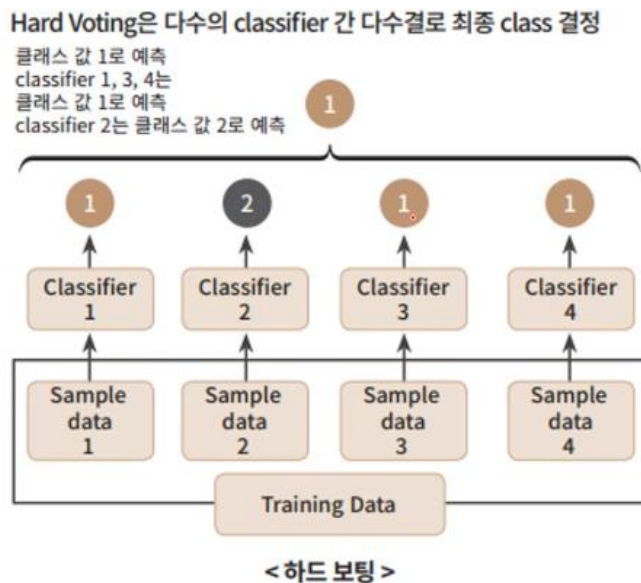 Hard Voting은 다수의 classifier 간 다수결로 최종 class 결정
클래스 값 1로 예측
classifier 1, 3, 4는
클래스 값 1로 예측
classifier 2는 클래스 값 2로 예측
1
1
2
1
1
Classifier
1
Classifier
2
Classifier
3
Classifier
4
Sample
data
1
Sample
data
2
Sample
data
3
Sample
data
4
Training Data
< 하드 보팅 >